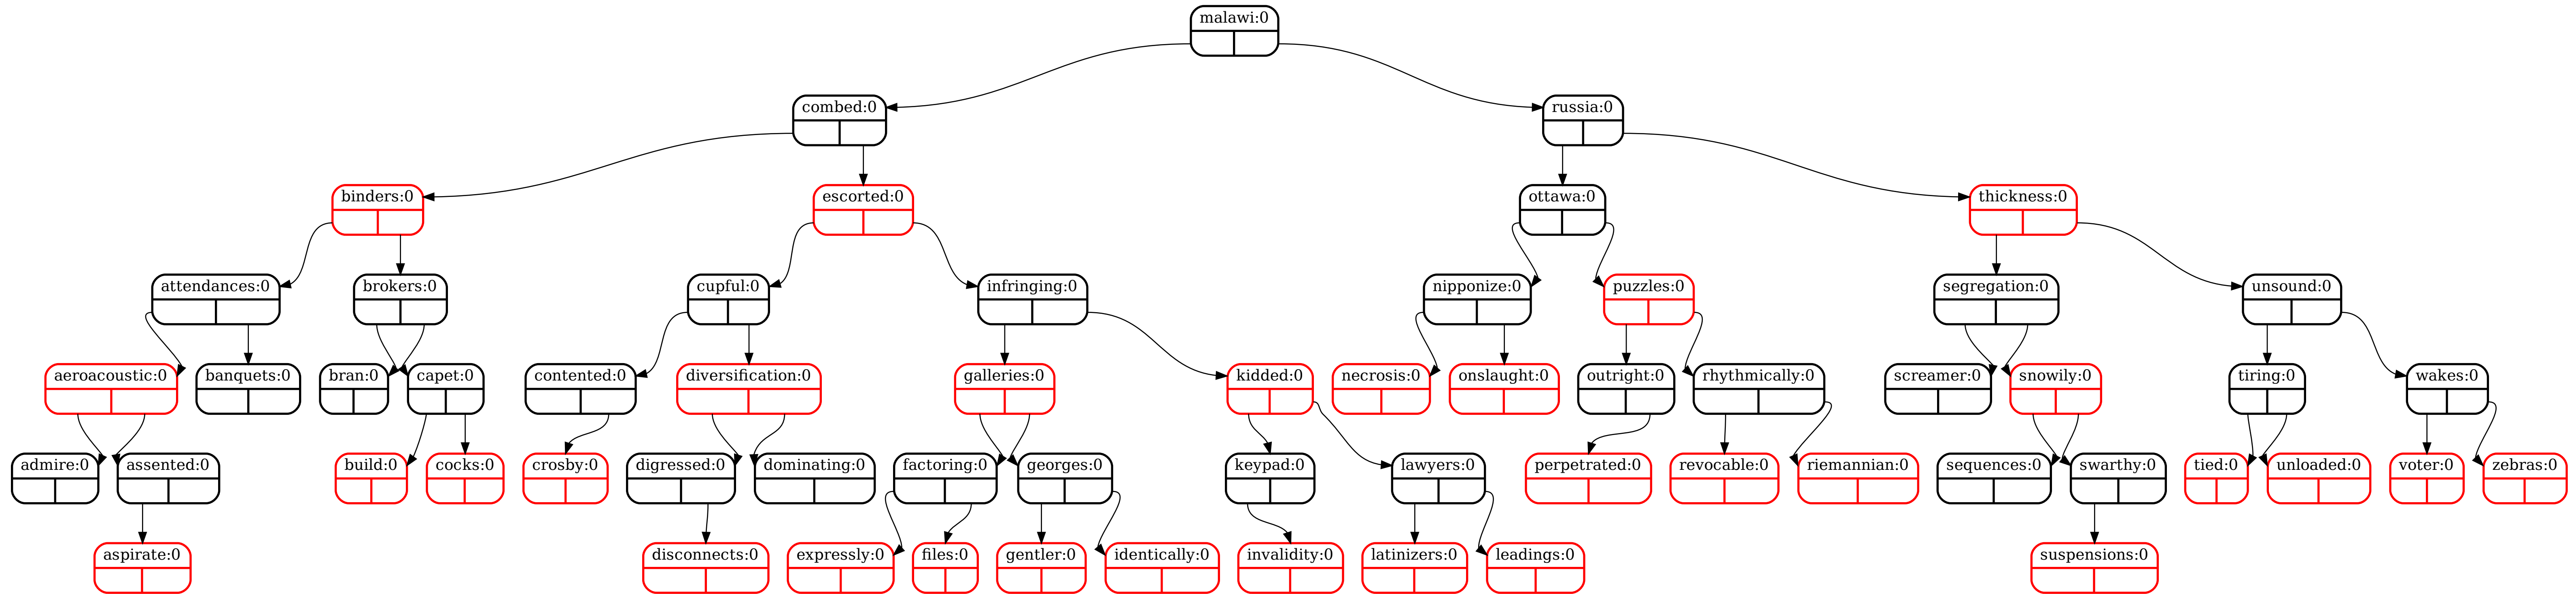 malawi:0
combed:0
russia:0
binders:0
escorted:0
ottawa:0
thickness:0
attendances:0
brokers:0
cupful:0
infringing:0
nipponize:0
puzzles:0
segregation:0
unsound:0
aeroacoustic:0
banquets:0
bran:0
capet:0
contented:0
diversification:0
galleries:0
kidded:0
necrosis:0
onslaught:0
outright:0
rhythmically:0
screamer:0
snowily:0
tiring:0
wakes:0
admire:0
assented:0
build:0
cocks:0
crosby:0
digressed:0
dominating:0
factoring:0
georges:0
keypad:0
lawyers:0
perpetrated:0
revocable:0
riemannian:0
sequences:0
swarthy:0
tied:0
unloaded:0
voter:0
zebras:0
aspirate:0
disconnects:0
expressly:0
files:0
gentler:0
identically:0
invalidity:0
latinizers:0
leadings:0
suspensions:0